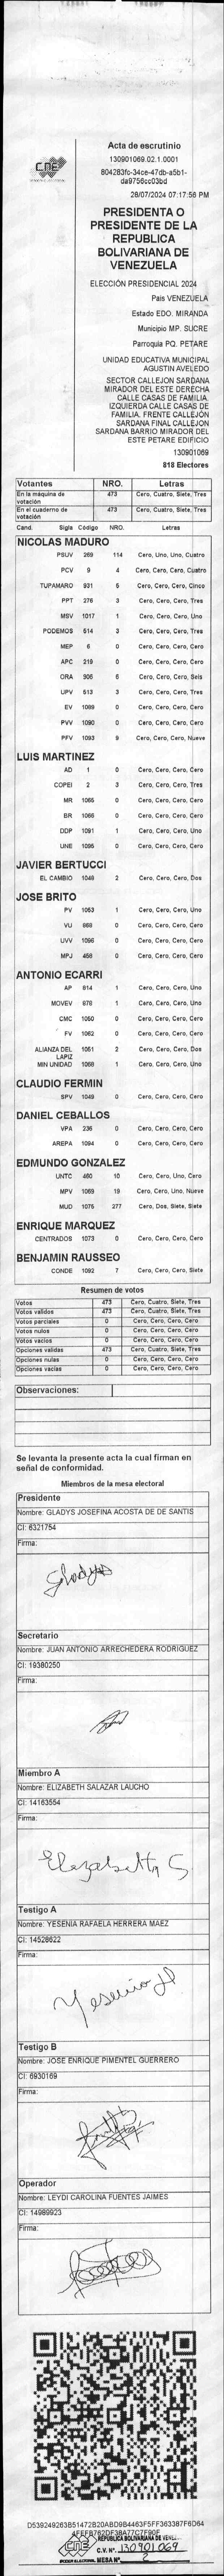 Acta de escrutinio
CNE
130901069.02.1.0001
804283fb-34ce-47db-a5b1-
da9756cc03bd
28/07/2024 07:17:56 PM
PRESIDENTA O
PRESIDENTE DE LA
REPUBLICA
BOLIVARIANA DE
VENEZUELA
ELECCIÓN PRESIDENCIAL 2024
Pais VENEZUELA
Estado EDO. MIRANDA
Municipio MP. SUCRE
Parroquia PQ. PETARE
UNIDAD EDUCATIVA MUNICIPAL
AGUSTIN AVELEDO
SECTOR CALLEJON SARDANA
MIRADOR DEL ESTE DERECHA
CALLE CASAS DE FAMILIA.
IZQUIERDA CALLE CASAS DE
FAMILIA. FRENTE CALLEJÓN
SARDANA FINAL CALLEJON
SARDANA BARRIO MIRADOR DEL
ESTE PETARE EDIFICIO
130901069
818 Electores
Votantes NRO. Letras
En la máquina de votación 473 Cero, Cuatro, Siete, Tres
En el cuaderno de votación 473 Cero, Cuatro, Siete, Tres
Cand. Sigla Código NRO. Letras
NICOLAS MADURO
PSUV 269 114 Cero, Uno, Uno, Cuatro
PCV 9 4 Cero, Cero, Cero, Cuatro
TUPAMARO 931 5 Cero, Cero, Cero, Cinco
PPT 276 3 Cero, Cero, Cero, Tres
MSV 1017 1 Cero, Cero, Cero, Uno
PODEMOS 514 3 Cero, Cero, Cero, Tres
MEP 6 0 Cero, Cero, Cero, Cero
APC 219 0 Cero, Cero, Cero, Cero
ORA 906 6 Cero, Cero, Cero, Seis
UPV 513 3 Cero, Cero, Cero, Tres
EV 1089 0 Cero, Cero, Cero, Cero
PVV 1090 0 Cero, Cero, Cero, Cero
PFV 1093 9 Cero, Cero, Cero, Nueve
LUIS MARTINEZ
AD 1 0 Cero, Cero, Cero, Cero
COPEI 2 3 Cero, Cero, Cero, Tres
MR 1065 0 Cero, Cero, Cero, Cero
BR 1066 0 Cero, Cero, Cero, Cero
DDP 1091 1 Cero, Cero, Cero, Uno
UNE 1095 0 Cero, Cero, Cero, Cero
JAVIER BERTUCCI
EL CAMBIO 1048 2 Cero, Cero, Cero, Dos
JOSE BRITO
PV 1053 1 Cero, Cero, Cero, Uno
VU 868 0 Cero, Cero, Cero, Cero
UVV 1096 0 Cero, Cero, Cero, Cero
MPJ 458 0 Cero, Cero, Cero, Cero
ANTONIO ECARRI
AP 814 1 Cero, Cero, Cero, Uno
MOVEV 878 1 Cero, Cero, Cero, Uno
CMC 1050 0 Cero, Cero, Cero, Cero
FV 1062 0 Cero, Cero, Cero, Cero
ALIANZA DEL LAPIZ 1051 2 Cero, Cero, Cero, Dos
MIN UNIDAD 1068 1 Cero, Cero, Cero, Uno
CLAUDIO FERMIN
SPV 1049 0 Cero, Cero, Cero, Cero
DANIEL CEBALLOS
VPA 236 0 Cero, Cero, Cero, Cero
AREPA 1094 0 Cero, Cero, Cero, Cero
EDMUNDO GONZALEZ
UNTC 460 10 Cero, Cero, Uno, Cero
MPV 1069 19 Cero, Cero, Uno, Nueve
MUD 1075 277 Cero, Dos, Siete, Siete
ENRIQUE MARQUEZ
CENTRADOS 1073 0 Cero, Cero, Cero, Cero
BENJAMIN RAUSSEO
CONDE 1092 7 Cero, Cero, Cero, Siete
Resumen de votos
Votos 473 Cero, Cuatro, Siete, Tres
Votos validos 473 Cero, Cuatro, Siete, Tres
Votos parciales 0 Cero, Cero, Cero, Cero
Votos nulos 0 Cero, Cero, Cero, Cero
Votos vacios 0 Cero, Cero, Cero, Cero
Opciones validas 473 Cero, Cuatro, Siete, Tres
Opciones nulas 0 Cero, Cero, Cero, Cero
Opciones vacias 0 Cero, Cero, Cero, Cero
Observaciones:
Se levanta la presente acta la cual firman en
señal de conformidad.
Miembros de la mesa electoral
Presidente
Nombre: GLADYS JOSEFINA ACOSTA DE DE SANTIS
CI: 6321754
Firma:
Gladys
Secretario
Nombre: JUAN ANTONIO ARRECHEDERA RODRIGUEZ
CI: 19380250
Firma:
Miembro A
Nombre: ELIZABETH SALAZAR LAUCHO
CI: 14163554
Firma:
Testigo A
Nombre: YESENIA RAFAELA HERRERA MAEZ
CI: 14528622
Firma:
Yesenia H
Testigo B
Nombre: JOSE ENRIQUE PIMENTEL GUERRERO
CI: 6930169
Firma:
Operador
Nombre: LEYDI CAROLINA FUENTES JAIMES
CI: 14989923
Firma:
D539249263B51472B20ABD9B4463F5FF363387F6D64
4FFFB762DF38A77C7F90F
CNE REPÚBLICA BOLIVARIANA DE
C.V Nº. 130901069
PODER ELECTORAL MESA Nº 2